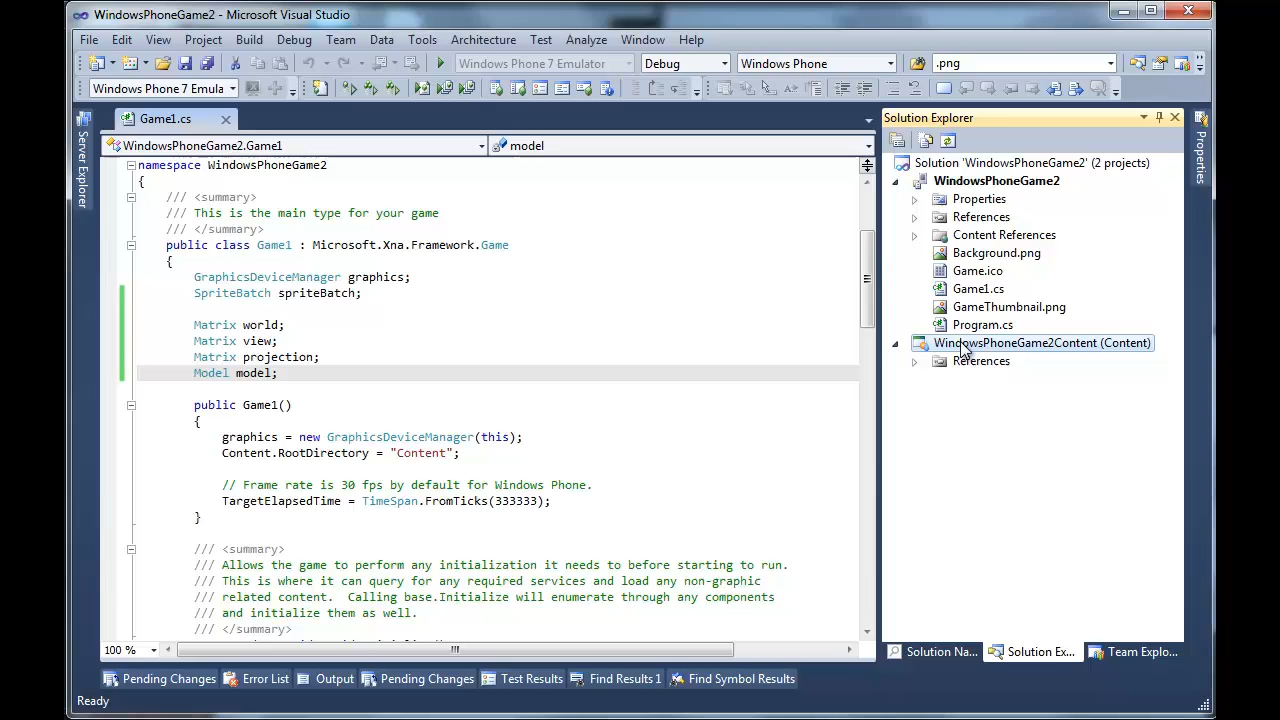 WindowsPhoneGame2 - Microsoft Visual Studio
File Edit View Project Build Debug Team Data Tools Architecture Test Analyze Window Help
Windows Phone 7 Emulator Debug Windows Phone .png
Windows Phone 7 Emula
Server Explorer
Game1.cs
WindowsPhoneGame2.Game1 model
namespace WindowsPhoneGame2
{
/// <summary>
/// This is the main type for your game
/// </summary>
public class Game1 : Microsoft.Xna.Framework.Game
{
GraphicsDeviceManager graphics;
SpriteBatch spriteBatch;
Matrix world;
Matrix view;
Matrix projection;
Model model;
public Game1()
{
graphics = new GraphicsDeviceManager(this);
Content.RootDirectory = "Content";
// Frame rate is 30 fps by default for Windows Phone.
TargetElapsedTime = TimeSpan.FromTicks(333333);
}
/// <summary>
/// Allows the game to perform any initialization it needs to before starting to run.
/// This is where it can query for any required services and load any non-graphic
/// related content.  Calling base.Initialize will enumerate through any components
/// and initialize them as well.
/// </summary>
100 %
Solution Explorer
Solution 'WindowsPhoneGame2' (2 projects)
WindowsPhoneGame2
Properties
References
Content References
Background.png
Game.ico
Game1.cs
GameThumbnail.png
Program.cs
WindowsPhoneGame2Content (Content)
References
Solution Na... Solution Ex... Team Explo...
Properties
Pending Changes Error List Output Pending Changes Test Results Find Results 1 Find Symbol Results
Ready